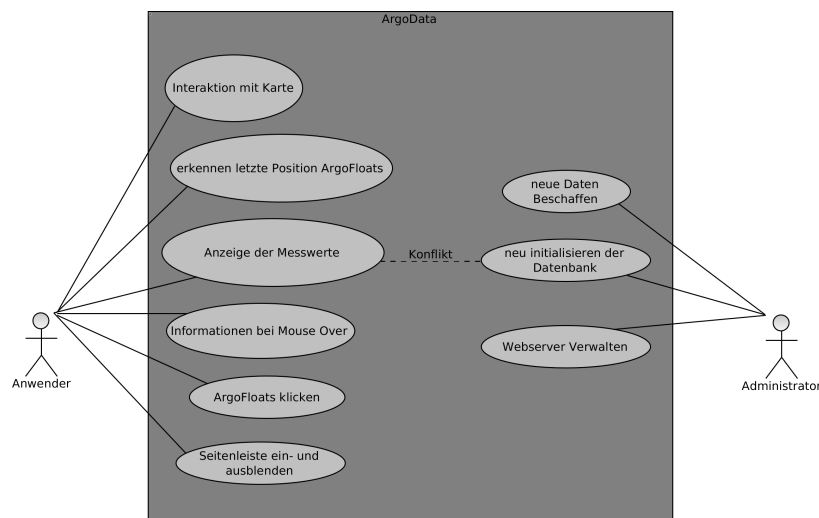 ArgoData
Interaktion mit Karte
erkennen letzte Position ArgoFloats
Anzeige der Messwerte
Konflikt
Informationen bei Mouse Over
ArgoFloats klicken
Seitenleiste ein- und
ausblenden
neue Daten
Beschaffen
neu initialisieren der
Datenbank
Webserver Verwalten
Anwender
Administrator